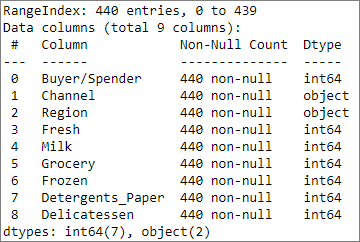 RangeIndex: 440 entries, 0 to 439
Data columns (total 9 columns):
 #   Column            Non-Null Count  Dtype
---  ------            --------------  -----
 0   Buyer/Spender     440 non-null    int64
 1   Channel           440 non-null    object
 2   Region            440 non-null    object
 3   Fresh             440 non-null    int64
 4   Milk              440 non-null    int64
 5   Grocery           440 non-null    int64
 6   Frozen            440 non-null    int64
 7   Detergents_Paper  440 non-null    int64
 8   Delicatessen      440 non-null    int64
dtypes: int64(7), object(2)